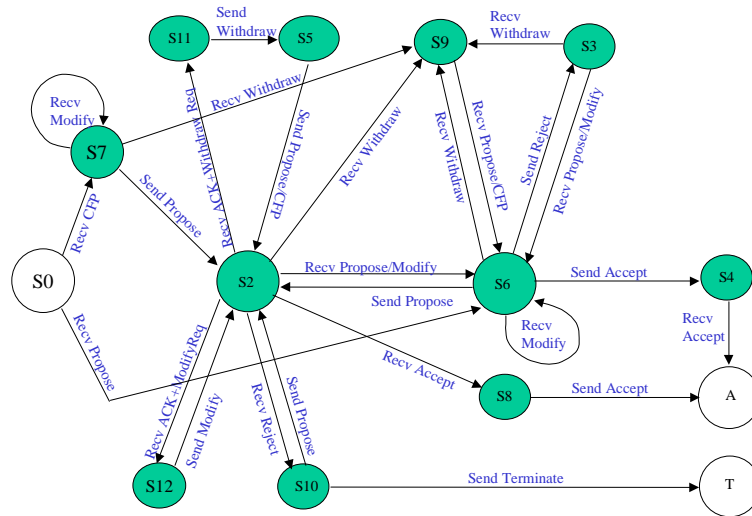 S11
Send
Withdraw
S5
S9
Recv
Withdraw
S3
Recv
Modify
S7
Recv Withdraw
Recv ACK+Withdraw Req
Send Propose/CFP
Recv Withdraw
Recv Withdraw
Recv Propose/CFP
Send Reject
Recv Propose/Modify
Recv CFP
Send Propose
S0
S2
Recv Propose/Modify
Send Propose
S6
Send Accept
S4
Recv Propose
Recv
Modify
Recv
Accept
Recv Accept
S8
Send Accept
A
Recv ACK+ModifyReq
Send Modify
Recv Reject
Send Propose
S12
S10
Send Terminate
T